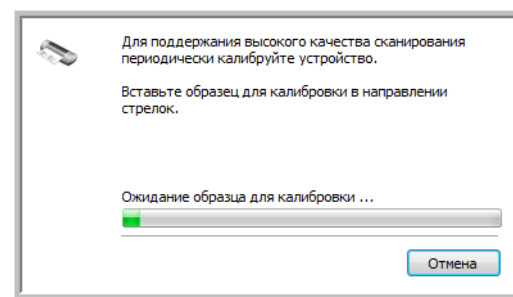 Для поддержания высокого качества сканирования
периодически калибруйте устройство.
Вставьте образец для калибровки в направлении
стрелок.
Ожидание образца для калибровки ...
Отмена